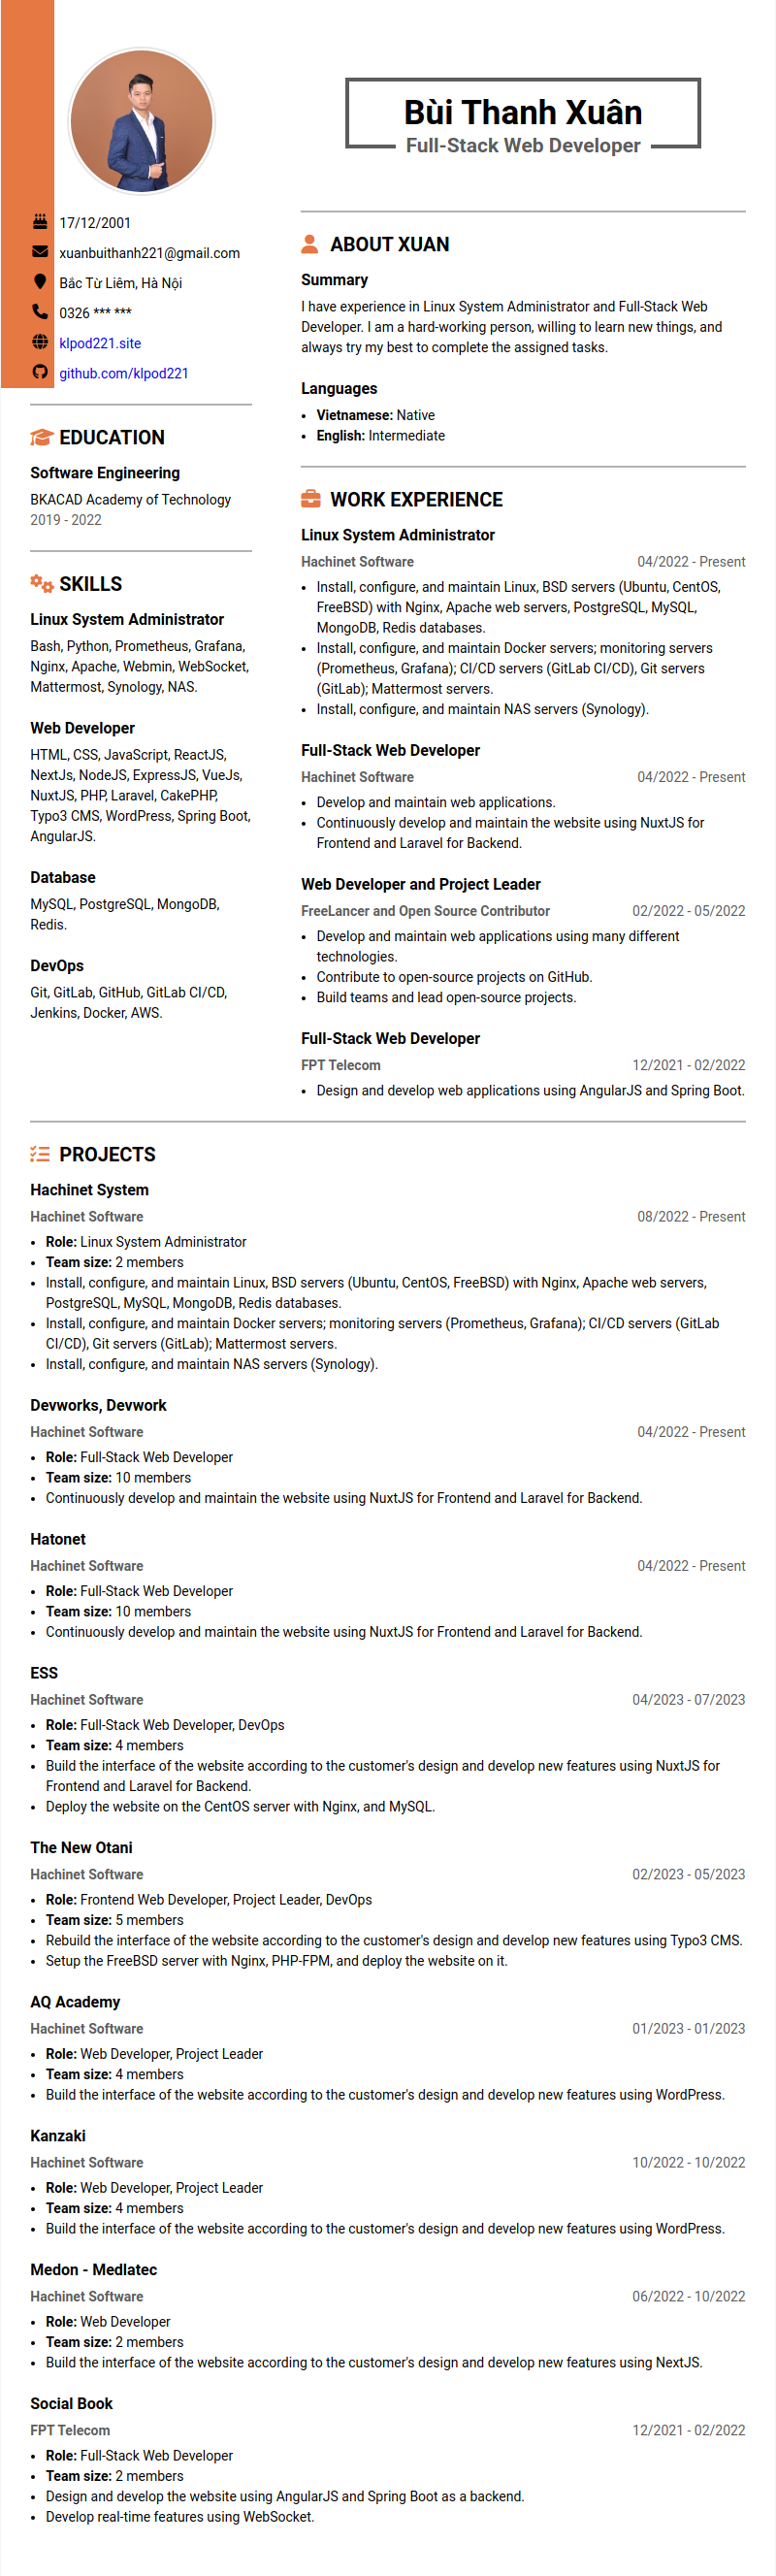 Bùi Thanh Xuân
Full-Stack Web Developer
17/12/2001
xuanbuithanh221@gmail.com
Bắc Từ Liêm, Hà Nội
0326 *** ***
klpod221.site
github.com/klpod221
EDUCATION
Software Engineering
BKACAD Academy of Technology
2019 - 2022
SKILLS
Linux System Administrator
Bash, Python, Prometheus, Grafana,
Nginx, Apache, Webmin, WebSocket,
Mattermost, Synology, NAS.
Web Developer
HTML, CSS, JavaScript, ReactJS,
NextJs, NodeJS, ExpressJS, VueJs,
NuxtJS, PHP, Laravel, CakePHP,
Typo3 CMS, WordPress, Spring Boot,
AngularJS.
Database
MySQL, PostgreSQL, MongoDB,
Redis.
DevOps
Git, GitLab, GitHub, GitLab CI/CD,
Jenkins, Docker, AWS.
ABOUT XUAN
Summary
I have experience in Linux System Administrator and Full-Stack Web
Developer. I am a hard-working person, willing to learn new things, and
always try my best to complete the assigned tasks.
Languages
• Vietnamese: Native
• English: Intermediate
WORK EXPERIENCE
Linux System Administrator
Hachinet Software 04/2022 - Present
• Install, configure, and maintain Linux, BSD servers (Ubuntu, CentOS,
FreeBSD) with Nginx, Apache web servers, PostgreSQL, MySQL,
MongoDB, Redis databases.
• Install, configure, and maintain Docker servers; monitoring servers
(Prometheus, Grafana); CI/CD servers (GitLab CI/CD), Git servers
(GitLab); Mattermost servers.
• Install, configure, and maintain NAS servers (Synology).
Full-Stack Web Developer
Hachinet Software 04/2022 - Present
• Develop and maintain web applications.
• Continuously develop and maintain the website using NuxtJS for
Frontend and Laravel for Backend.
Web Developer and Project Leader
FreeLancer and Open Source Contributor 02/2022 - 05/2022
• Develop and maintain web applications using many different
technologies.
• Contribute to open-source projects on GitHub.
• Build teams and lead open-source projects.
Full-Stack Web Developer
FPT Telecom 12/2021 - 02/2022
• Design and develop web applications using AngularJS and Spring Boot.
PROJECTS
Hachinet System
Hachinet Software 08/2022 - Present
• Role: Linux System Administrator
• Team size: 2 members
• Install, configure, and maintain Linux, BSD servers (Ubuntu, CentOS, FreeBSD) with Nginx, Apache web servers,
PostgreSQL, MySQL, MongoDB, Redis databases.
• Install, configure, and maintain Docker servers; monitoring servers (Prometheus, Grafana); CI/CD servers (GitLab
CI/CD), Git servers (GitLab); Mattermost servers.
• Install, configure, and maintain NAS servers (Synology).
Devworks, Devwork
Hachinet Software 04/2022 - Present
• Role: Full-Stack Web Developer
• Team size: 10 members
• Continuously develop and maintain the website using NuxtJS for Frontend and Laravel for Backend.
Hatonet
Hachinet Software 04/2022 - Present
• Role: Full-Stack Web Developer
• Team size: 10 members
• Continuously develop and maintain the website using NuxtJS for Frontend and Laravel for Backend.
ESS
Hachinet Software 04/2023 - 07/2023
• Role: Full-Stack Web Developer, DevOps
• Team size: 4 members
• Build the interface of the website according to the customer's design and develop new features using NuxtJS for
Frontend and Laravel for Backend.
• Deploy the website on the CentOS server with Nginx, and MySQL.
The New Otani
Hachinet Software 02/2023 - 05/2023
• Role: Frontend Web Developer, Project Leader, DevOps
• Team size: 5 members
• Rebuild the interface of the website according to the customer's design and develop new features using Typo3 CMS.
• Setup the FreeBSD server with Nginx, PHP-FPM, and deploy the website on it.
AQ Academy
Hachinet Software 01/2023 - 01/2023
• Role: Web Developer, Project Leader
• Team size: 4 members
• Build the interface of the website according to the customer's design and develop new features using WordPress.
Kanzaki
Hachinet Software 10/2022 - 10/2022
• Role: Web Developer, Project Leader
• Team size: 4 members
• Build the interface of the website according to the customer's design and develop new features using WordPress.
Medon - Medlatec
Hachinet Software 06/2022 - 10/2022
• Role: Web Developer
• Team size: 2 members
• Build the interface of the website according to the customer's design and develop new features using NextJS.
Social Book
FPT Telecom 12/2021 - 02/2022
• Role: Full-Stack Web Developer
• Team size: 2 members
• Design and develop the website using AngularJS and Spring Boot as a backend.
• Develop real-time features using WebSocket.